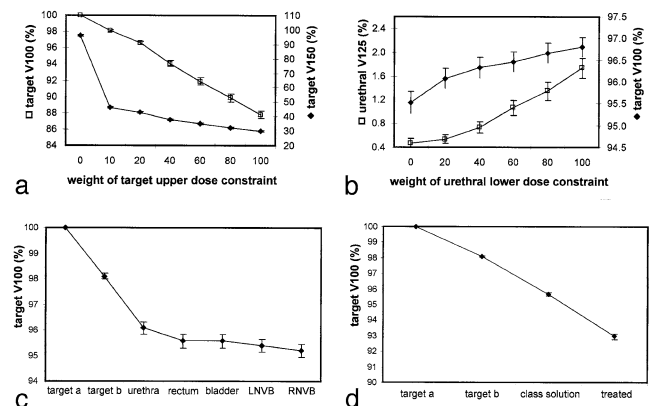 100 98 96 94 92 90 88 86 84
110 100 90 80 70 60 50 40 30 20
target V100 (%)
target V150 (%)
0 10 20 40 60 80 100
weight of target upper dose constraint
a
2.4 2.0 1.6 1.2 0.8 0.4
97.5 97.0 96.5 96.0 95.5 95.0 94.5
urethral V125 (%)
target V100 (%)
0 20 40 60 80 100
weight of urethral lower dose constraint
b
100 99 98 97 96 95 94
target V100 (%)
target a target b urethra rectum bladder LNVB RNVB
c
100 99 98 97 96 95 94 93 92 91 90
target V100 (%)
target a target b class solution treated
d